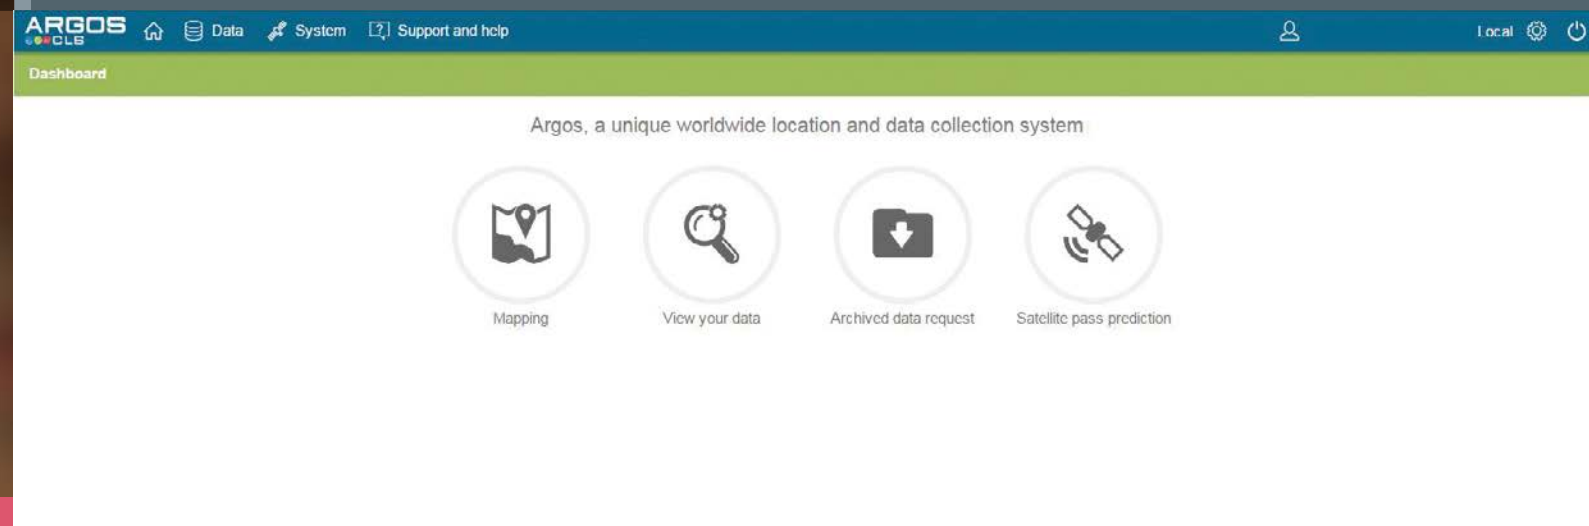 ARGOS
CLS
Data
System
Support and help
Local
Dashboard
Argos, a unique worldwide location and data collection system
Mapping
View your data
Archived data request
Satellite pass prediction